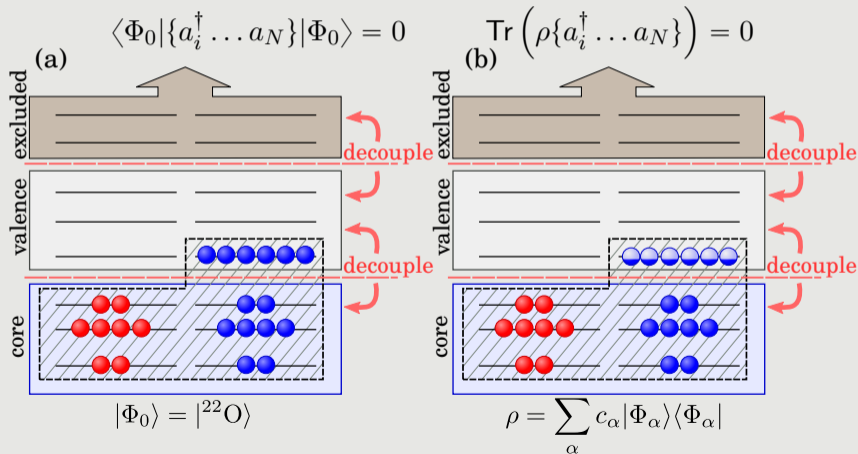 ⟨Φ₀|{a†ᵢ … a_N}|Φ₀⟩ = 0
(a)
excluded
valence
core
decouple
decouple
|Φ₀⟩ = |²²O⟩
Tr(ρ{a†ᵢ … a_N}) = 0
(b)
excluded
valence
core
decouple
decouple
ρ = ∑_α c_α|Φ_α⟩⟨Φ_α|